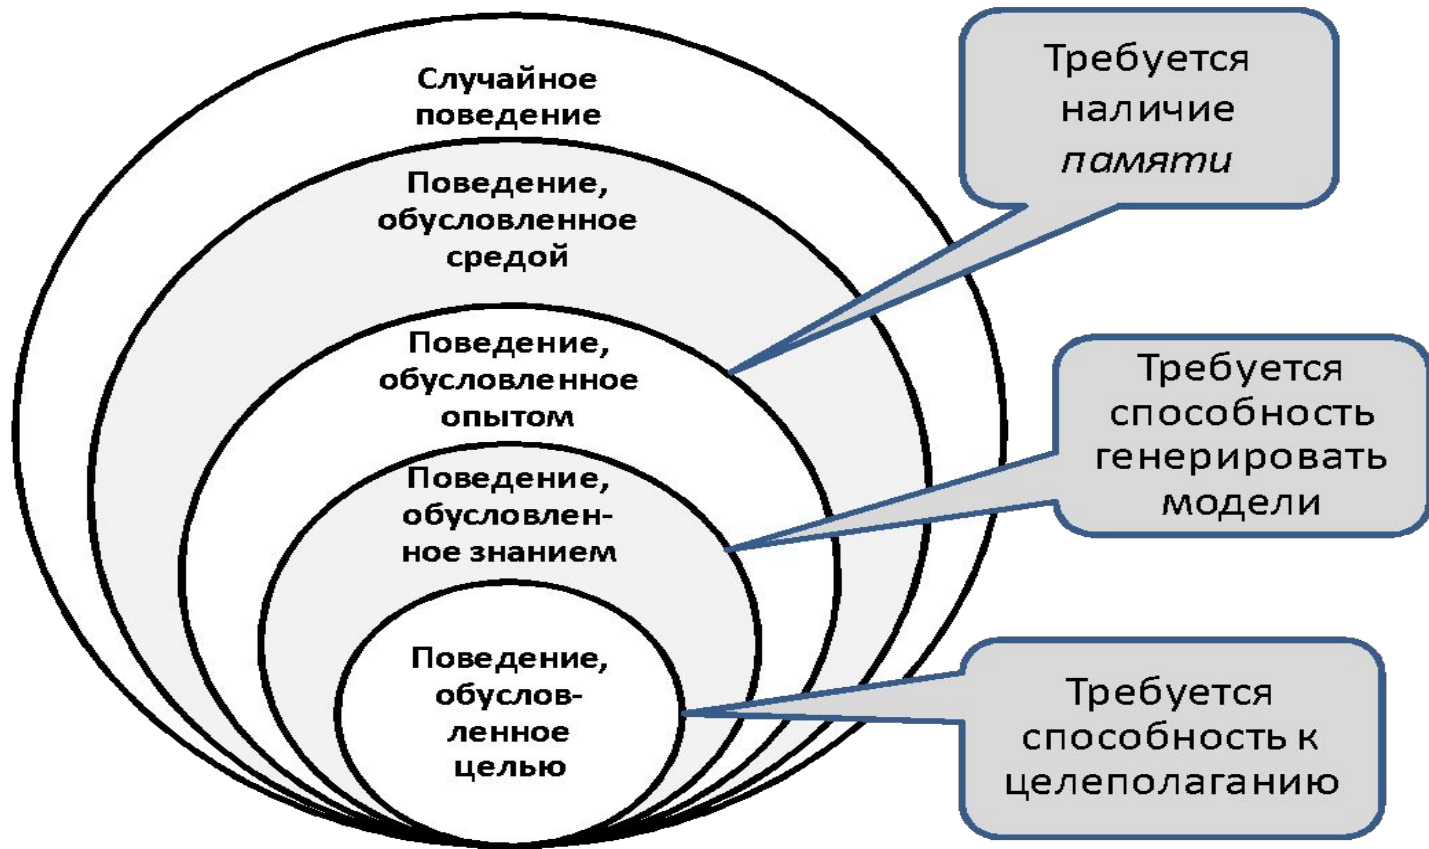 Случайное
поведение
Поведение,
обусловленное
средой
Поведение,
обусловленное
опытом
Поведение,
обусловлен-
ное знанием
Поведение,
обуслов-
ленное
целью
Требуется
наличие
памяти
Требуется
способность
генерировать
модели
Требуется
способность к
целеполаганию